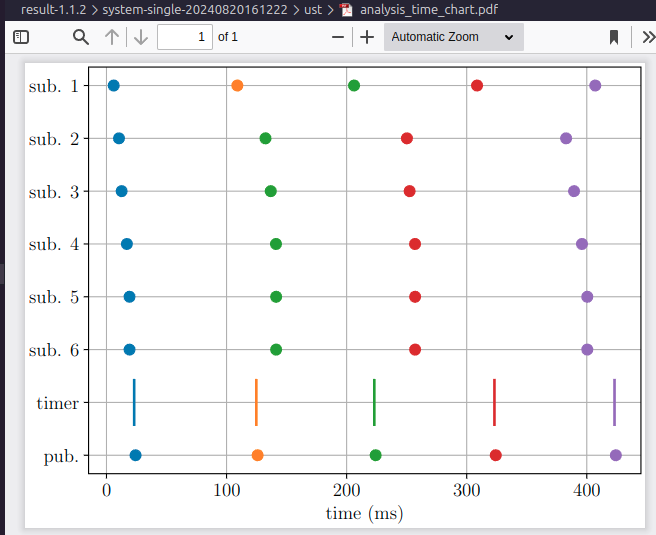 result-1.1.2 > system-single-20240820161222 > ust > analysis_time_chart.pdf
1 of 1 Automatic Zoom
sub. 1
sub. 2
sub. 3
sub. 4
sub. 5
sub. 6
timer
pub.
0 100 200 300 400
time (ms)